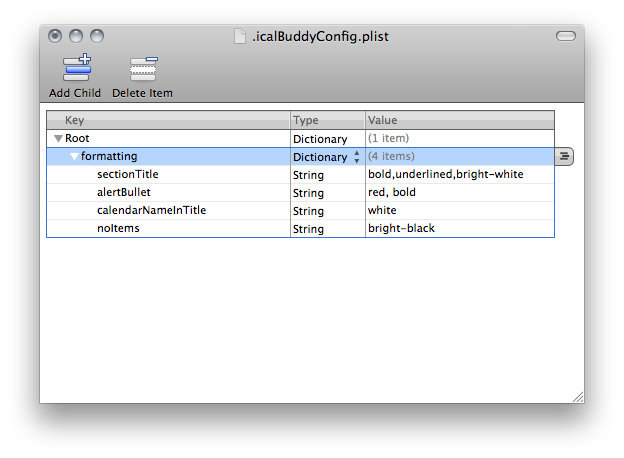 .icalBuddyConfig.plist
Add Child Delete Item
Key Type Value
Root Dictionary (1 item)
formatting Dictionary (4 items)
sectionTitle String bold,underlined,bright-white
alertBullet String red, bold
calendarNameInTitle String white
noItems String bright-black